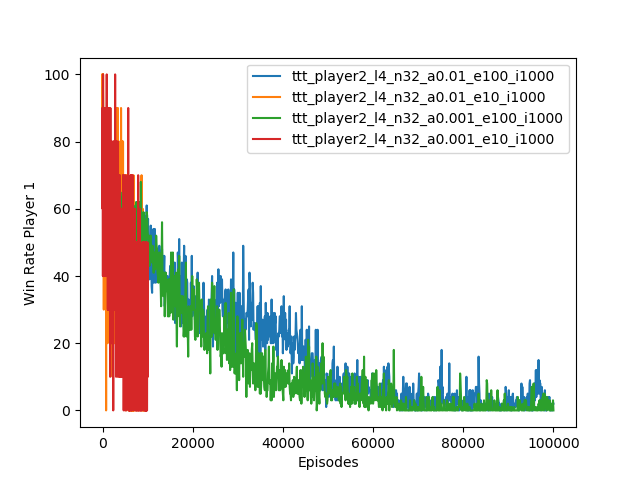 ttt_player2_l4_n32_a0.01_e100_i1000
ttt_player2_l4_n32_a0.01_e10_i1000
ttt_player2_l4_n32_a0.001_e100_i1000
ttt_player2_l4_n32_a0.001_e10_i1000
Win Rate Player 1
100
80
60
40
20
0
0 20000 40000 60000 80000 100000
Episodes